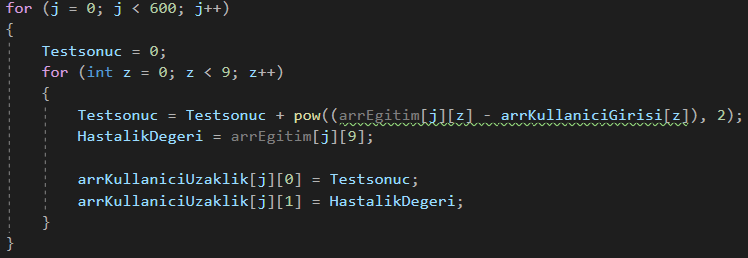 for (j = 0; j < 600; j++)
{
Testsonuc = 0;
for (int z = 0; z < 9; z++)
{
Testsonuc = Testsonuc + pow((arrEgitim[j][z] - arrKullaniciGirisi[z]), 2);
HastalikDegeri = arrEgitim[j][9];
arrKullaniciUzaklik[j][0] = Testsonuc;
arrKullaniciUzaklik[j][1] = HastalikDegeri;
}
}